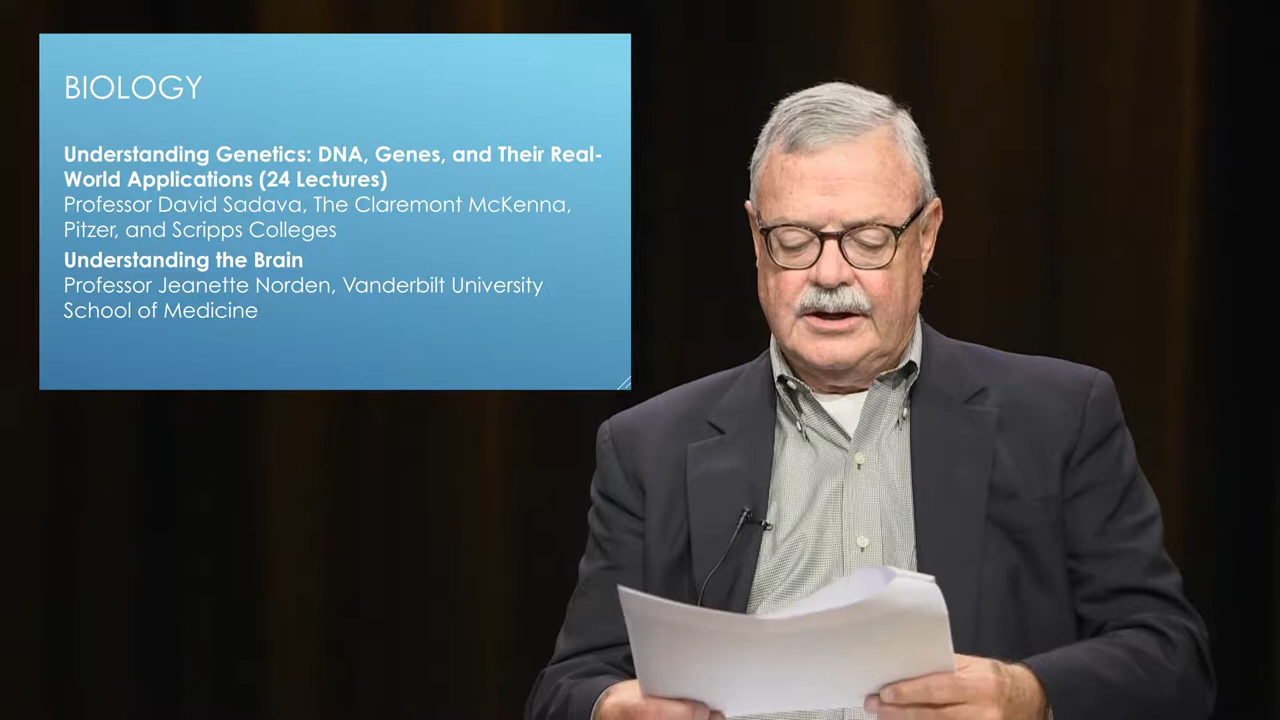 BIOLOGY
Understanding Genetics: DNA, Genes, and Their Real-
World Applications (24 Lectures)
Professor David Sadava, The Claremont McKenna,
Pitzer, and Scripps Colleges
Understanding the Brain
Professor Jeanette Norden, Vanderbilt University
School of Medicine